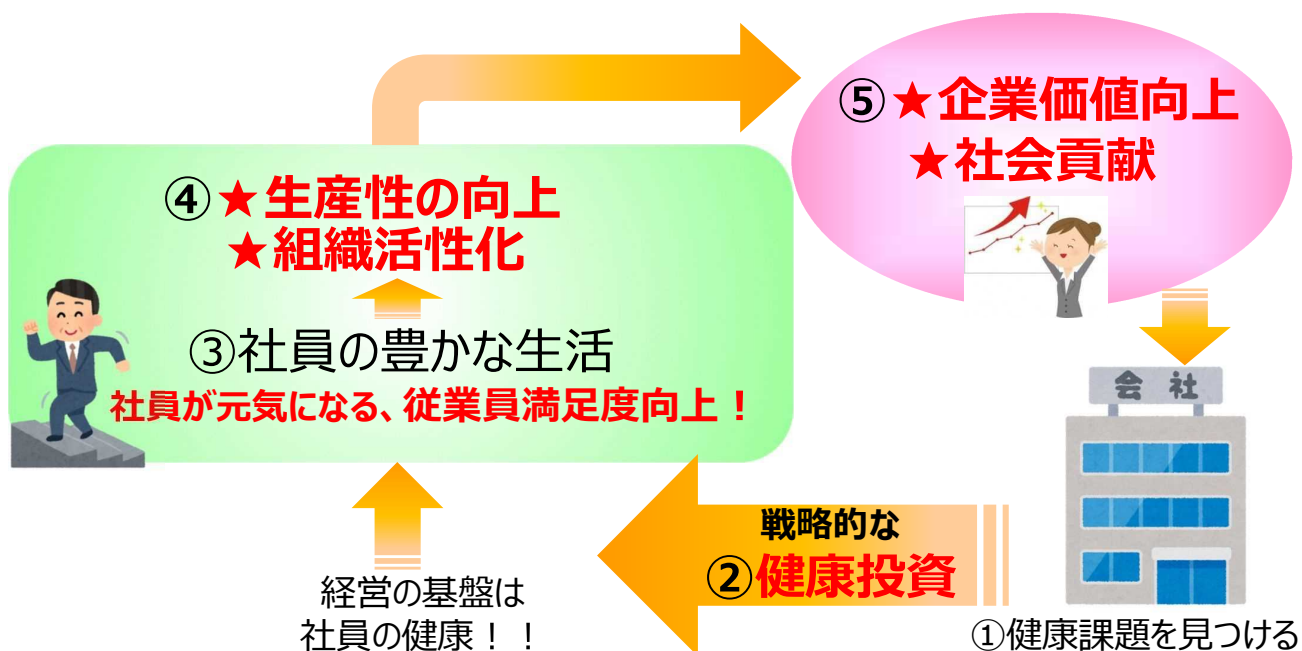 ⑤★企業価値向上
★社会貢献
④★生産性の向上
★組織活性化
③社員の豊かな生活
社員が元気になる、従業員満足度向上！
会 社
戦略的な
②健康投資
経営の基盤は
社員の健康！！
①健康課題を見つける